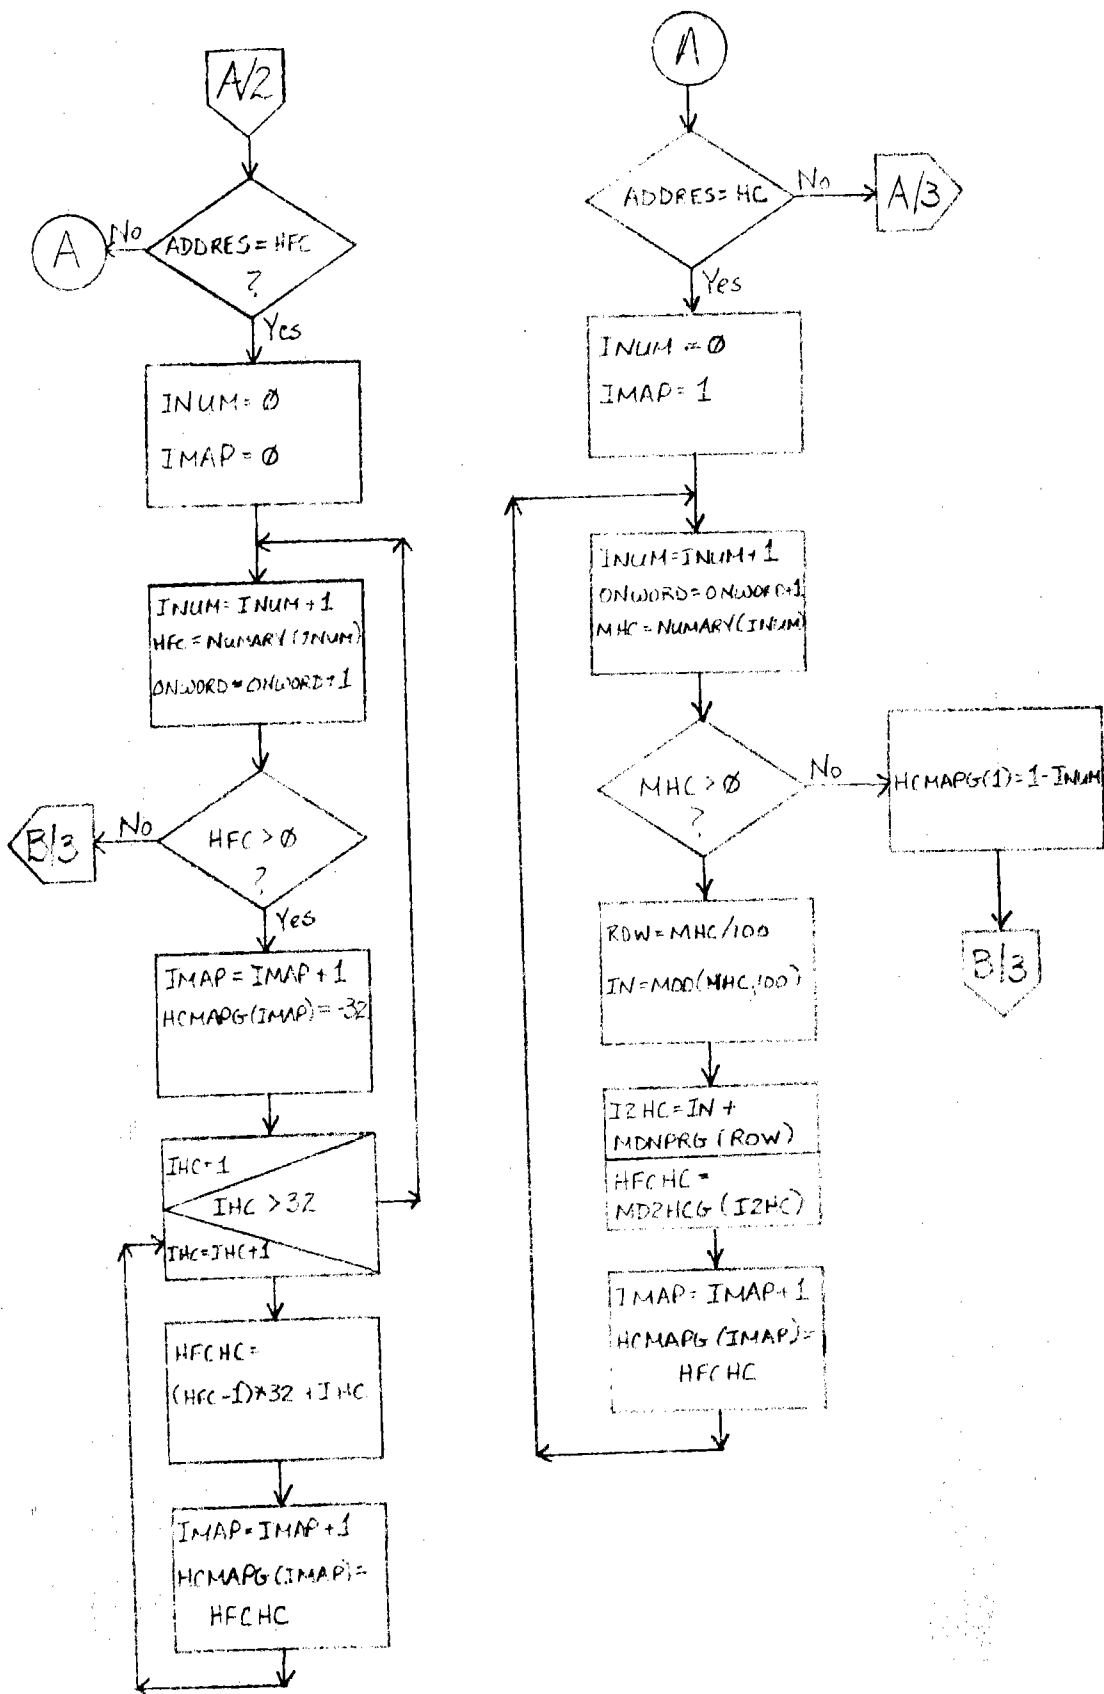 A/2
ADDRES=HFC
?
No
A
Yes
INUM=Ø
IMAP=Ø
INUM=INUM+1
HFC=NUMARY(INUM)
ONWORD=ONWORD+1
HFC>Ø
?
No
B/3
Yes
IMAP=IMAP+1
HCMAPG(IMAP)=-32
IHC=1
IHC>32
IHC=IHC+1
HFCHC=
(HFC-1)*32+IHC
IMAP=IMAP+1
HCMAPG(IMAP)=
HFCHC
A
ADDRES=HC
No
A/3
Yes
INUM=Ø
IMAP=1
INUM=INUM+1
ONWORD=ONWORD+1
MHC=NUMARY(INUM)
MHC>Ø
?
No
HCMAPG(1)=1-INUM
B/3
ROW=MHC/100
IN=MOD(MHC,100)
I2HC=IN+
MDNPRG(ROW)
HFCHC=
MD2HCG(I2HC)
IMAP=IMAP+1
HCMAPG(IMAP)=
HFCHC